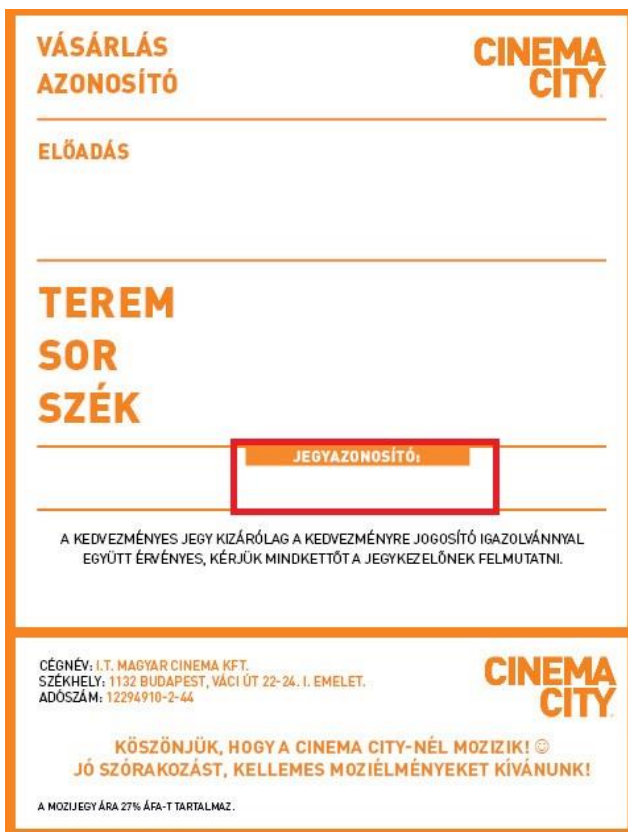 VÁSÁRLÁS
AZONOSÍTÓ
CINEMA
CITY
ELŐADÁS
TEREM
SOR
SZÉK
JEGYAZONOSÍTÓ:
A KEDVEZMÉNYES JEGY KIZÁRÓLAG A KEDVEZMÉNYRE JOGOSÍTÓ IGAZOLVÁNNYAL
EGYÜTT ÉRVÉNYES, KÉRJÜK MINDKETTŐT A JEGYKEZELŐNEK FELMUTATNI.
CÉGNÉV: I.T. MAGYAR CINEMA KFT.
SZÉKHELY: 1132 BUDAPEST, VÁCI ÚT 22-24. I. EMELET.
ADÓSZÁM: 12294910-2-44
CINEMA
CITY
KÖSZÖNJÜK, HOGY A CINEMA CITY-NÉL MOZIZIK! ☺
JÓ SZÓRAKOZÁST, KELLEMES MOZIÉLMÉNYEKET KÍVÁNUNK!
A MOZIJEGY ÁRA 27% ÁFA-T TARTALMAZ.